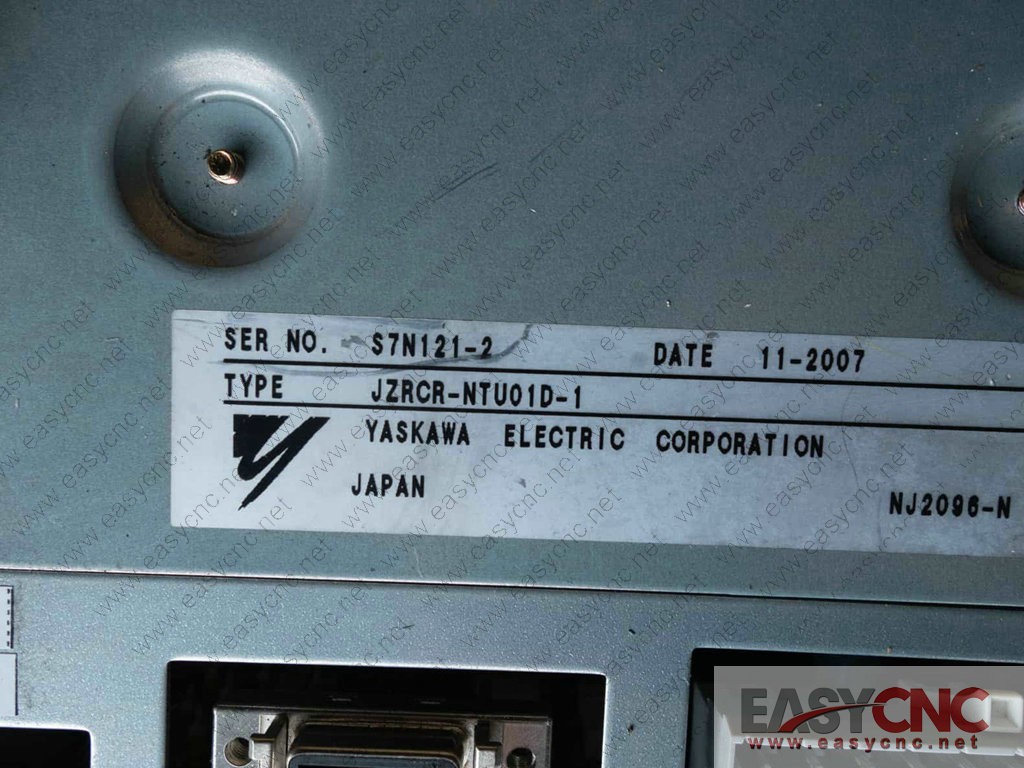 SER NO. S7N121-2 DATE 11-2007
TYPE JZRCR-NTU01D-1
YASKAWA ELECTRIC CORPORATION
JAPAN
NJ2096-N
EASYCNC
www.easycnc.net